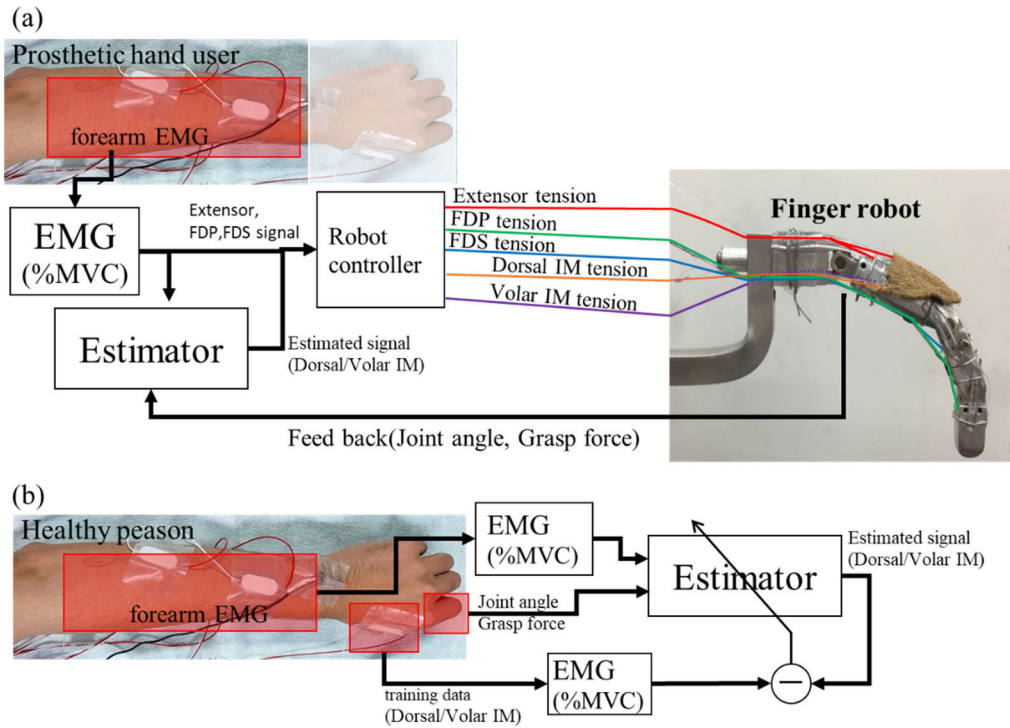 (a)
Prosthetic hand user
forearm EMG
EMG
(%MVC)
Extensor,
FDP,FDS signal
Robot
controller
Extensor tension
FDP tension
FDS tension
Dorsal IM tension
Volar IM tension
Finger robot
Estimator
Estimated signal
(Dorsal/Volar IM)
Feed back(Joint angle, Grasp force)
(b)
Healthy peason
forearm EMG
EMG
(%MVC)
Joint angle
Grasp force
Estimator
Estimated signal
(Dorsal/Volar IM)
training data
(Dorsal/Volar IM)
EMG
(%MVC)